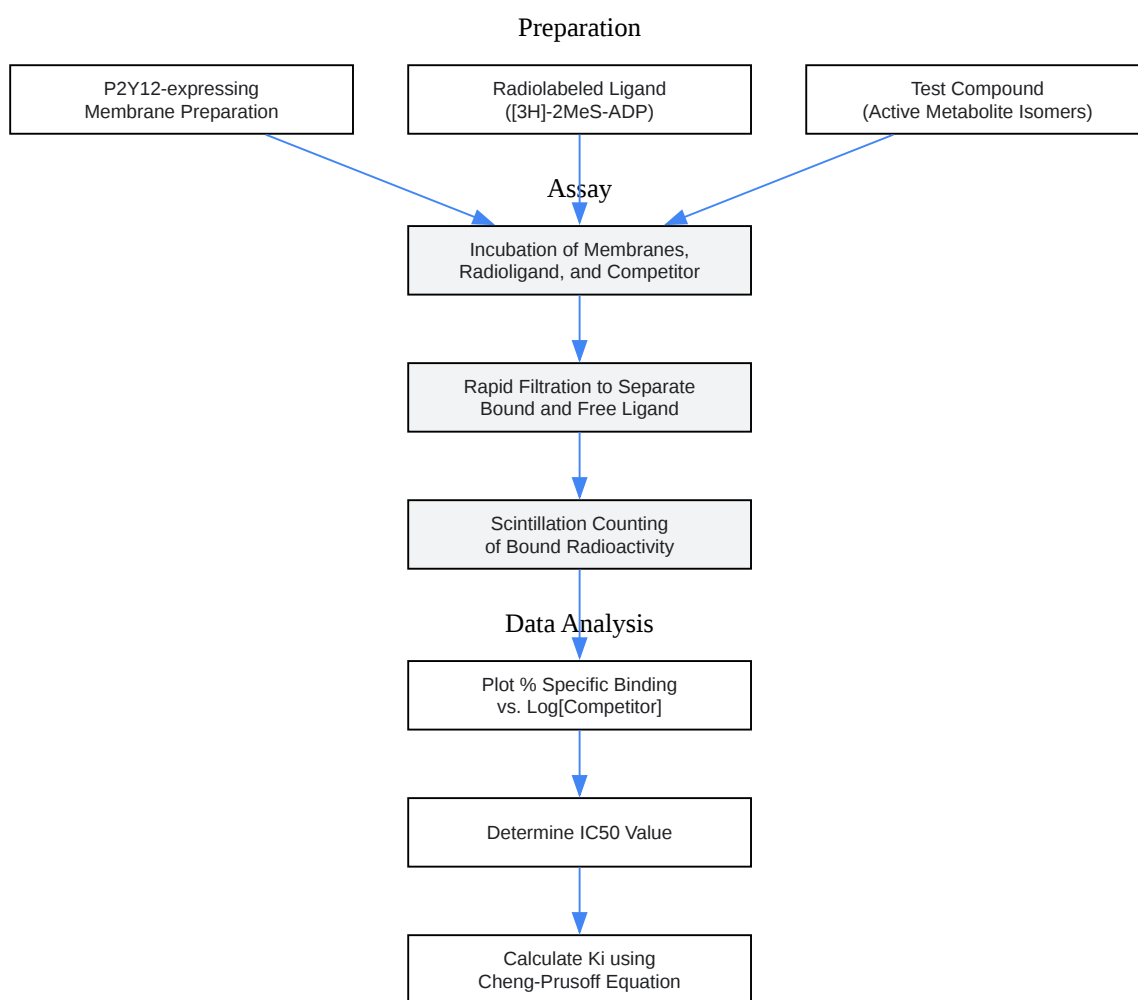 Preparation
P2Y12-expressing
Membrane Preparation
Radiolabeled Ligand
([3H]-2MeS-ADP)
Test Compound
(Active Metabolite Isomers)
Assay
Incubation of Membranes,
Radioligand, and Competitor
Rapid Filtration to Separate
Bound and Free Ligand
Scintillation Counting
of Bound Radioactivity
Data Analysis
Plot % Specific Binding
vs. Log[Competitor]
Determine IC50 Value
Calculate Ki using
Cheng-Prusoff Equation